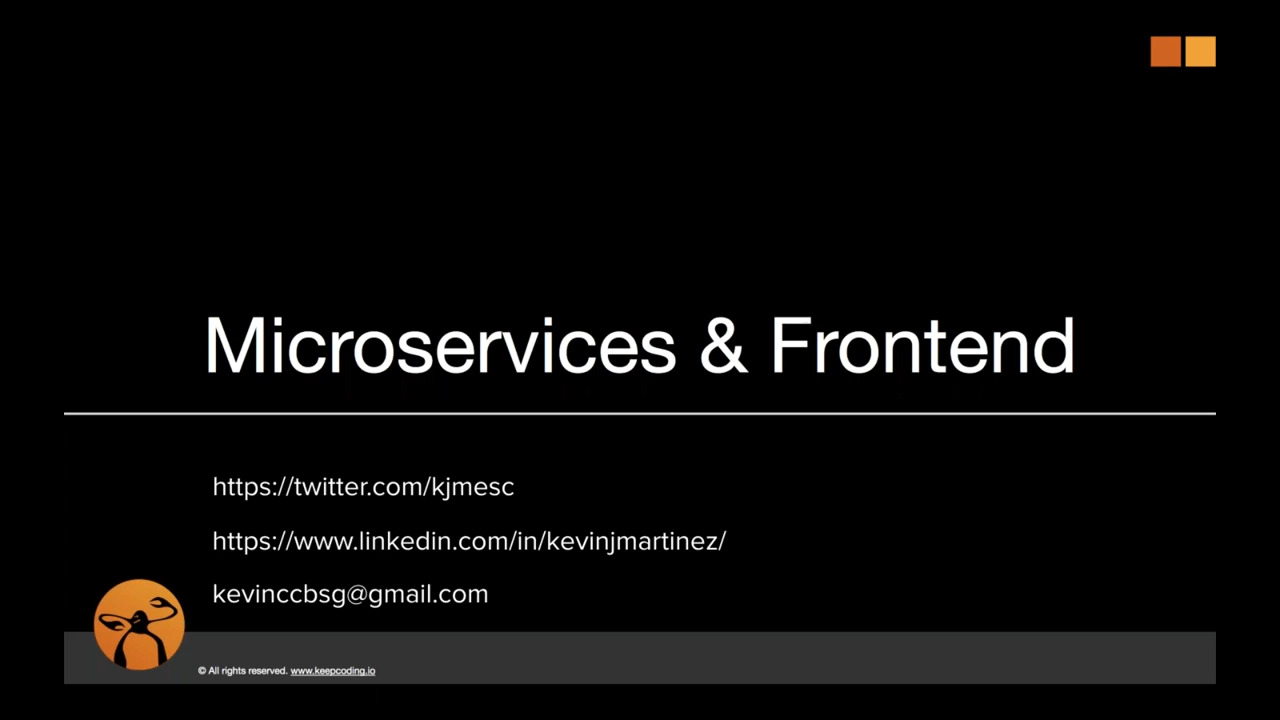 Microservices & Frontend
https://twitter.com/kjmesc
https://www.linkedin.com/in/kevinjmartinez/
kevinccbsg@gmail.com
© All rights reserved. www.keepcoding.io